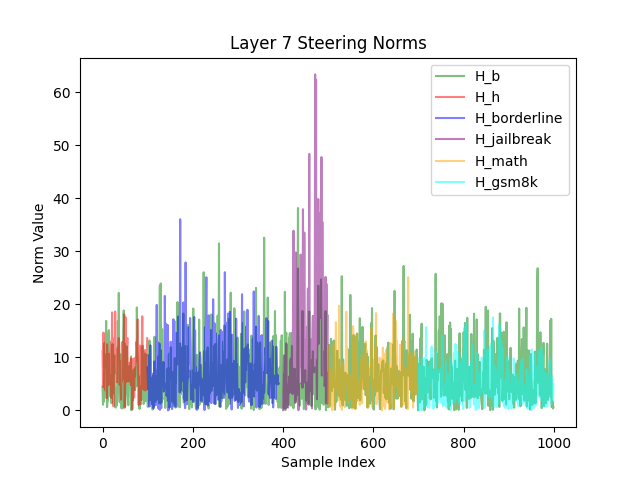 Layer 7 Steering Norms
H_b
H_h
H_borderline
H_jailbreak
H_math
H_gsm8k
Norm Value
60
50
40
30
20
10
0
0 200 400 600 800 1000
Sample Index